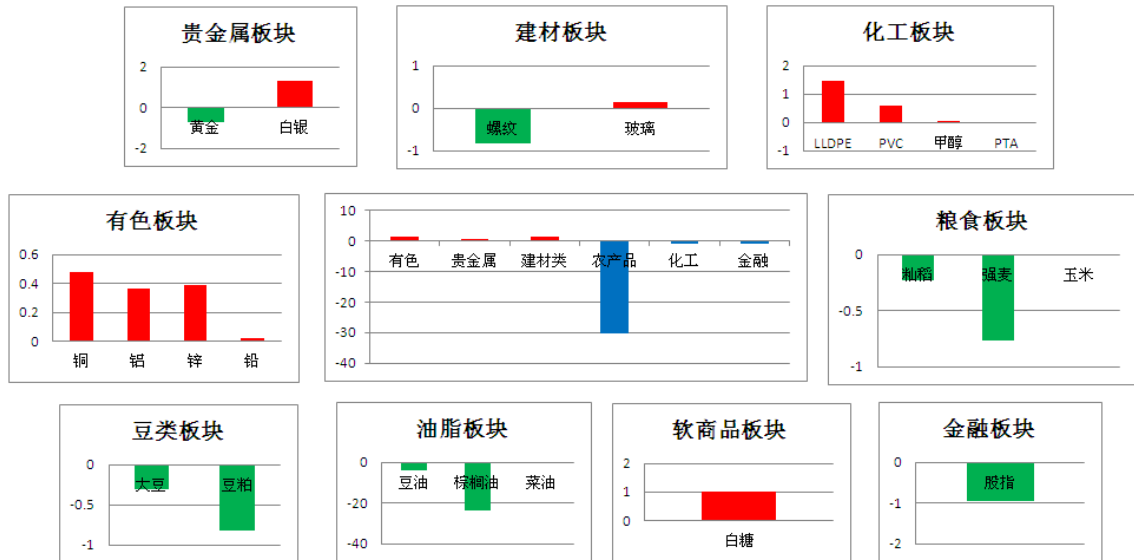 贵金属板块
2
0
-2
黄金 白银
建材板块
1
0
-1
螺纹 玻璃
化工板块
2
1
0
-1
LLDPE PVC 甲醇 PTA
有色板块
0.6
0.4
0.2
0
铜 铝 锌 铅
10
0
-10
-20
-30
-40
有色 贵金属 建材类 农产品 化工 金融
粮食板块
0
-0.5
-1
籼稻 强麦 玉米
豆类板块
0
-0.5
-1
大豆 豆粕
油脂板块
0
-20
-40
豆油 棕榈油 菜油
软商品板块
2
1
0
白糖
金融板块
0
-1
-2
股指